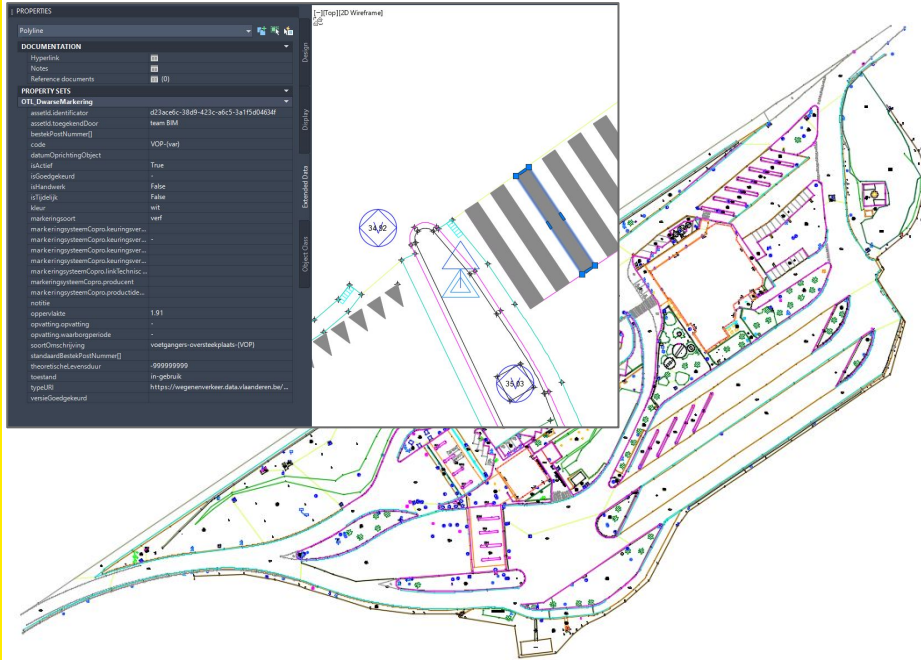 PROPERTIES
Polyline
DOCUMENTATION
Hyperlink
Notes
Reference documents (0)
PROPERTY SETS
OTL_DwarseMarkering
assetId.identificator d23ace6c-38d9-423c-a6c5-3a1f5d04634f
assetId.toegekendDoor team BIM
bestekPostNummer[]
code VOP-(var)
datumOprichtingObject
isActief True
isGoedgekeurd -
isHandwerk False
isTijdelijk False
kleur wit
markeringsoort verf
markeringsysteemCopro.keuringsver...
markeringsysteemCopro.keuringsver... -
markeringsysteemCopro.keuringsver...
markeringsysteemCopro.keuringsver...
markeringsysteemCopro.linkTechnisc...
markeringsysteemCopro.producent
markeringsysteemCopro.productide...
notitie
oppervlakte 1.91
opvatting.opvatting -
opvatting.waarborgperiode -
soortOmschrijving voetgangers-oversteekplaats-(VOP)
standaardBestekPostNummer[]
theoretischeLevensduur -999999999
toestand in-gebruik
typeURI https://wegenenverkeer.data.vlaanderen.be/...
versieGoedgekeurd
Design
Display
Extended Data
Object Class
[−][Top][2D Wireframe]
35,03